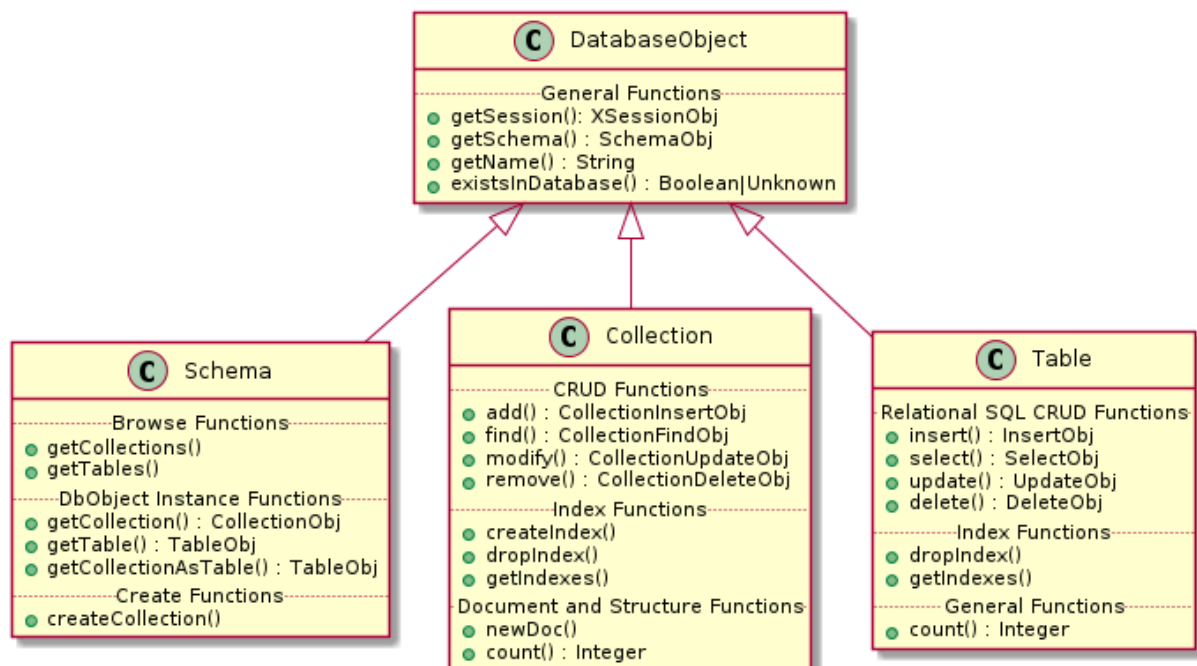 C DatabaseObject
General Functions
getSession(): XSessionObj
getSchema() : SchemaObj
getName() : String
existsInDatabase() : Boolean|Unknown
C Schema
Browse Functions
getCollections()
getTables()
DbObject Instance Functions
getCollection() : CollectionObj
getTable() : TableObj
getCollectionAsTable() : TableObj
Create Functions
createCollection()
C Collection
CRUD Functions
add() : CollectionInsertObj
find() : CollectionFindObj
modify() : CollectionUpdateObj
remove() : CollectionDeleteObj
Index Functions
createIndex()
dropIndex()
getIndexes()
Document and Structure Functions
newDoc()
count() : Integer
C Table
Relational SQL CRUD Functions
insert() : InsertObj
select() : SelectObj
update() : UpdateObj
delete() : DeleteObj
Index Functions
dropIndex()
getIndexes()
General Functions
count() : Integer